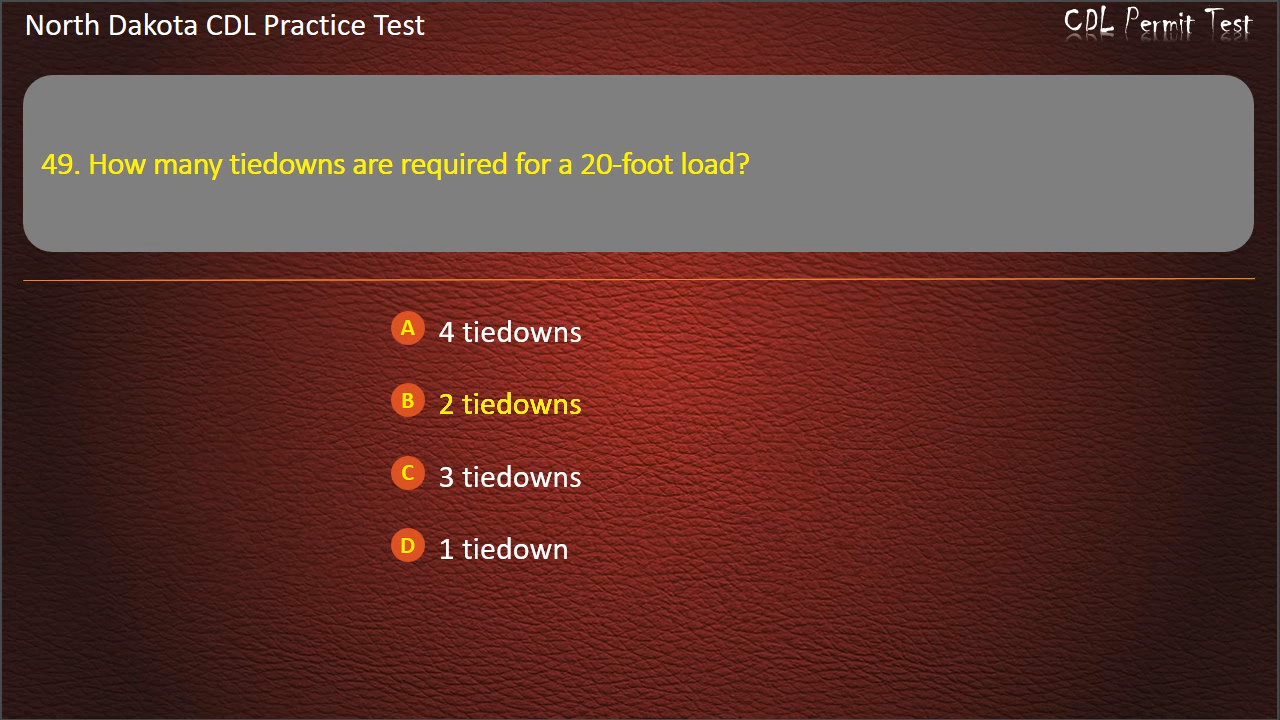 North Dakota CDL Practice Test
CDL Permit Test
49. How many tiedowns are required for a 20-foot load?
A 4 tiedowns
B 2 tiedowns
C 3 tiedowns
D 1 tiedown